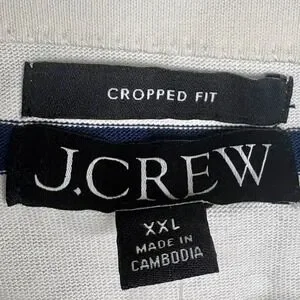 CROPPED FIT
J.CREW
XXL
MADE IN
CAMBODIA